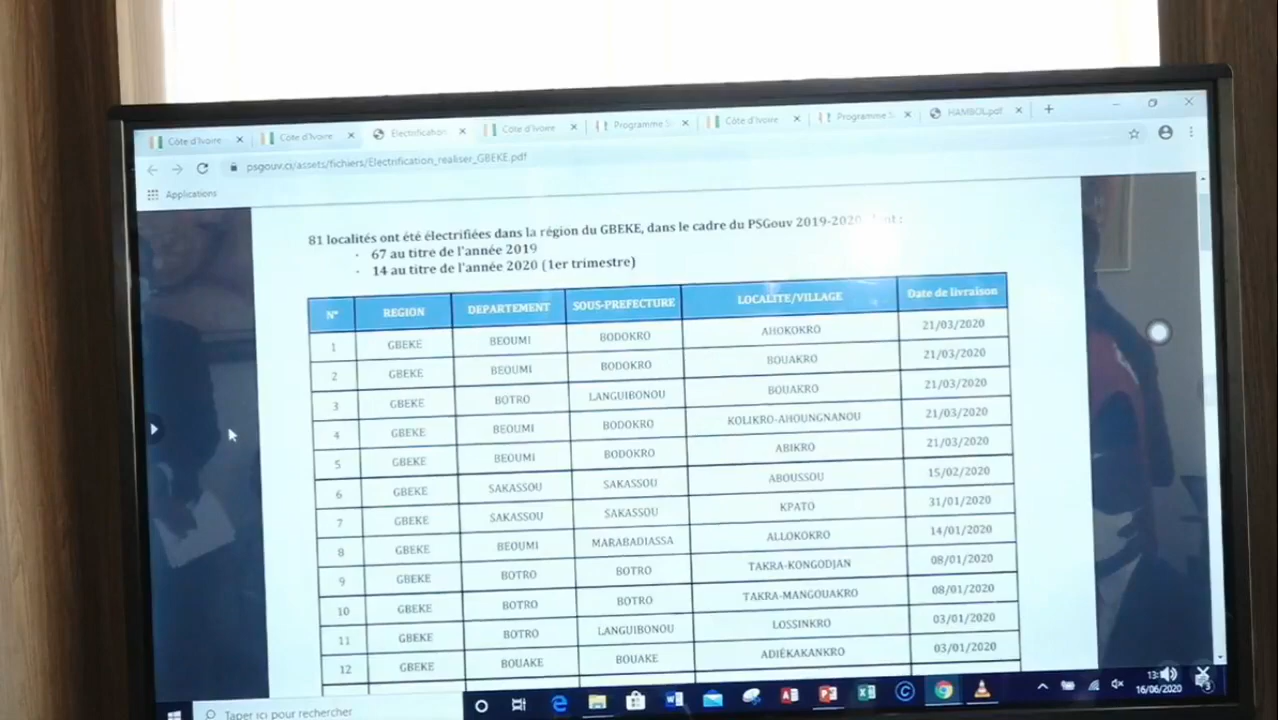 Côte d'Ivoire
Côte d'Ivoire
Electrification
Côte d'Ivoire
Programme S
Côte d'Ivoire
Programme S
HAMBOL.pdf
psgouv.ci/assets/fichiers/Electrification_realiser_GBEKE.pdf
Applications
81 localités ont été électrifiées dans la région du GBEKE, dans le cadre du PSGouv 2019-2020 :
· 67 au titre de l'année 2019
· 14 au titre de l'année 2020 (1er trimestre)
N° REGION DEPARTEMENT SOUS-PREFECTURE LOCALITE/VILLAGE Date de livraison
1 GBEKE BEOUMI BODOKRO AHOKOKRO 21/03/2020
2 GBEKE BEOUMI BODOKRO BOUAKRO 21/03/2020
3 GBEKE BOTRO LANGUIBONOU BOUAKRO 21/03/2020
4 GBEKE BEOUMI BODOKRO KOLIKRO-AHOUNGNANOU 21/03/2020
5 GBEKE BEOUMI BODOKRO ABIKRO 21/03/2020
6 GBEKE SAKASSOU SAKASSOU ABOUSSOU 15/02/2020
7 GBEKE SAKASSOU SAKASSOU KPATO 31/01/2020
8 GBEKE BEOUMI MARABADIASSA ALLOKOKRO 14/01/2020
9 GBEKE BOTRO BOTRO TAKRA-KONGODJAN 08/01/2020
10 GBEKE BOTRO BOTRO TAKRA-MANGOUAKRO 08/01/2020
11 GBEKE BOTRO LANGUIBONOU LOSSINKRO 03/01/2020
12 GBEKE BOUAKE BOUAKE ADIÉKAKANKRO 03/01/2020
Taper ici pour rechercher
16/06/2020